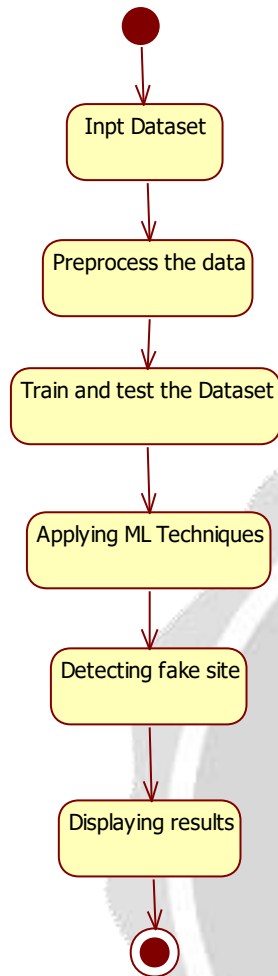 Inpt Dataset
Preprocess the data
Train and test the Dataset
Applying ML Techniques
Detecting fake site
Displaying results